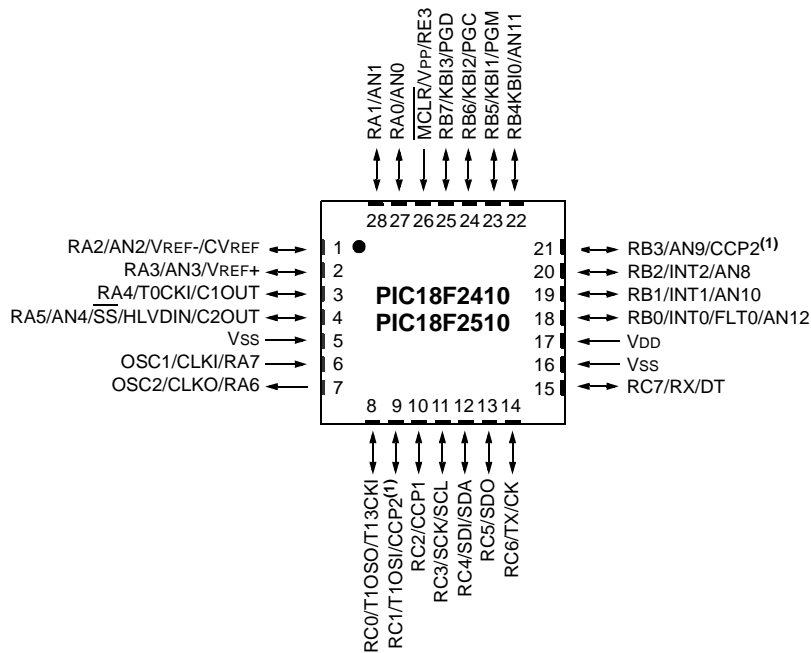 RA1/AN1
RA0/AN0
MCLR/VPP/RE3
RB7/KBI3/PGD
RB6/KBI2/PGC
RB5/KBI1/PGM
RB4KBI0/AN11
28 27 26 25 24 23 22
RA2/AN2/VREF-/CVREF 1
RA3/AN3/VREF+ 2
RA4/T0CKI/C1OUT 3
RA5/AN4/SS/HLVDIN/C2OUT 4
VSS 5
OSC1/CLKI/RA7 6
OSC2/CLKO/RA6 7
PIC18F2410
PIC18F2510
21 RB3/AN9/CCP2(1)
20 RB2/INT2/AN8
19 RB1/INT1/AN10
18 RB0/INT0/FLT0/AN12
17 VDD
16 VSS
15 RC7/RX/DT
8 9 10 11 12 13 14
RC0/T1OSO/T13CKI
RC1/T1OSI/CCP2(1)
RC2/CCP1
RC3/SCK/SCL
RC4/SDI/SDA
RC5/SDO
RC6/TX/CK